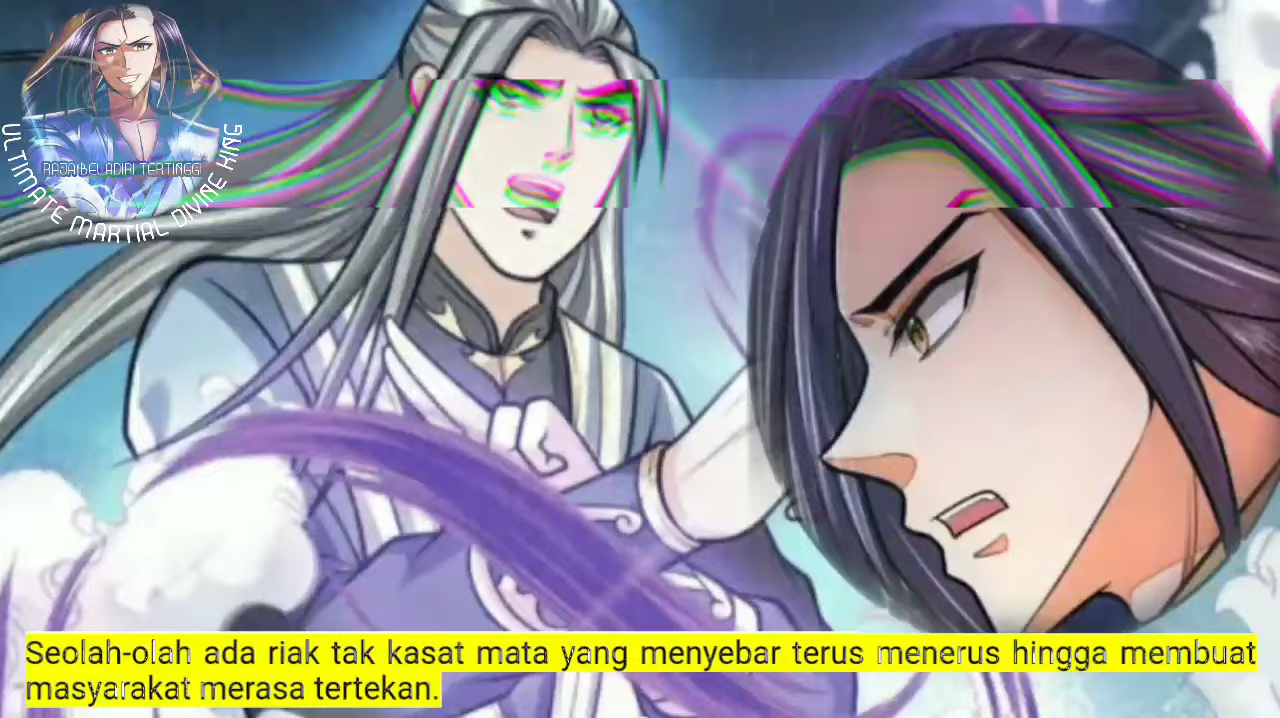 RAJA BELADIRI TERTINGGI
ULTIMATE MARTIAL DIVINE KING
Seolah-olah ada riak tak kasat mata yang menyebar terus menerus hingga membuat
masyarakat merasa tertekan.